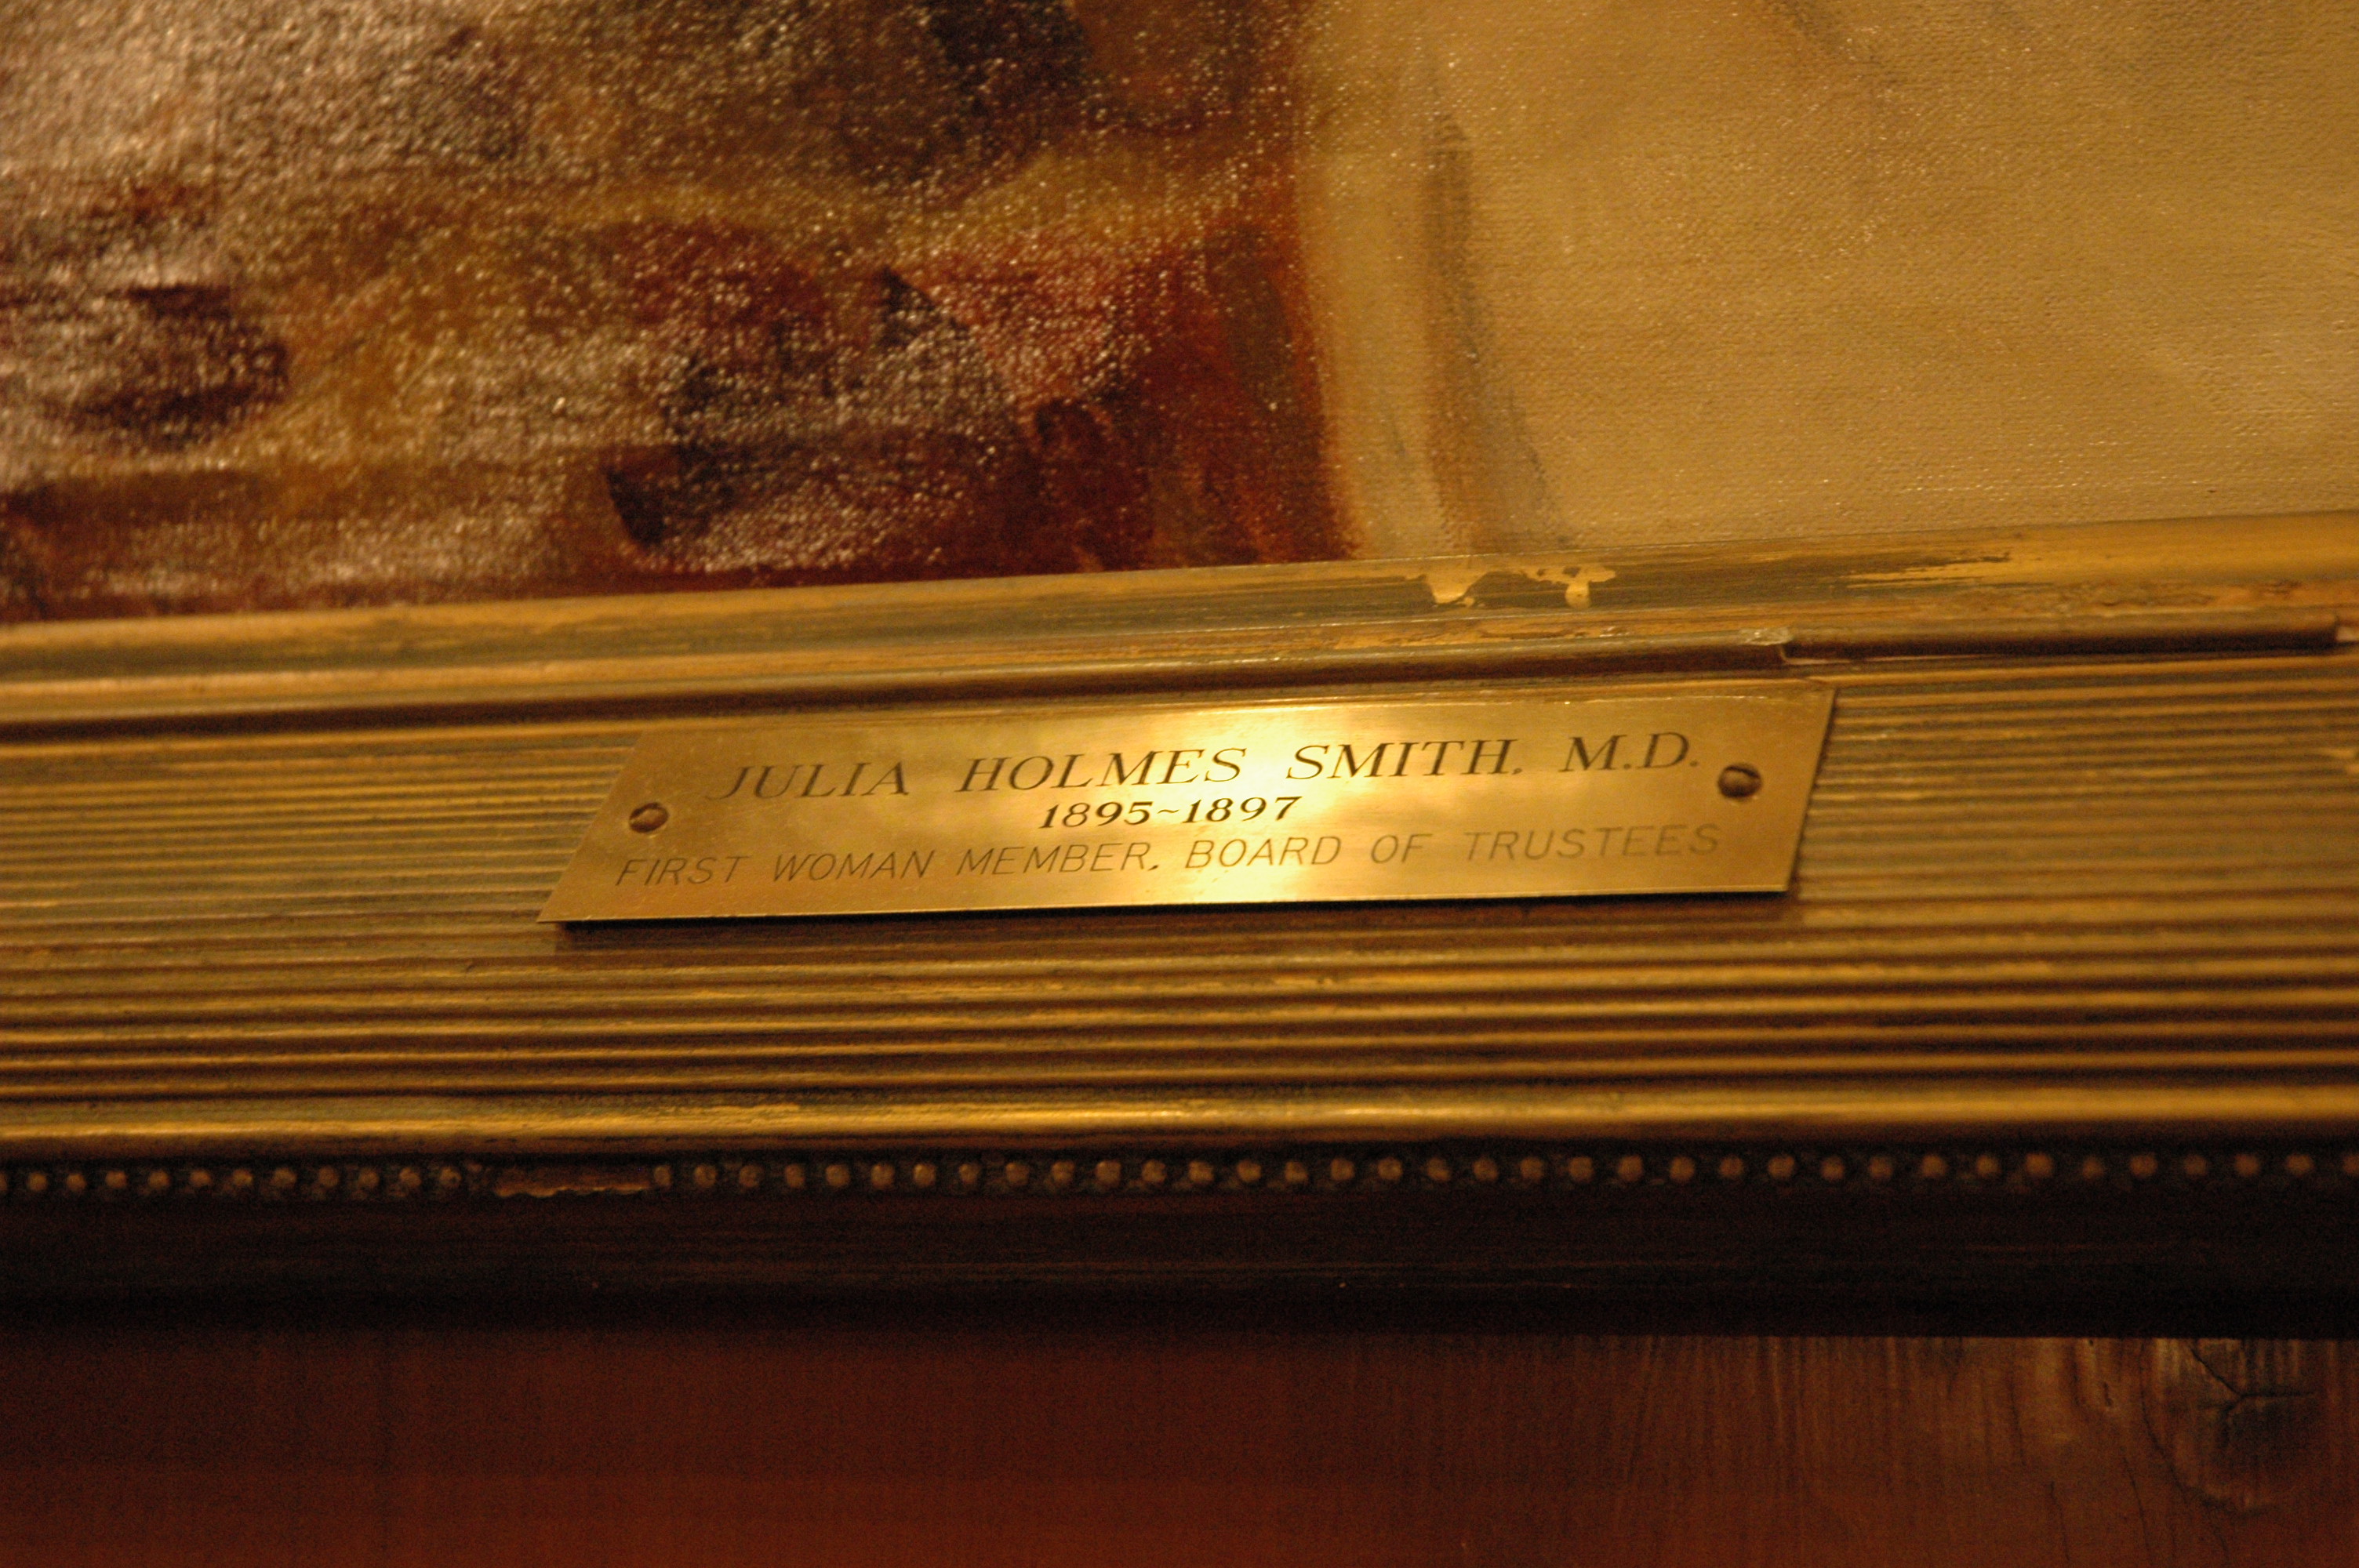 JULIA HOLMES SMITH, M.D.
1895~1897
FIRST WOMAN MEMBER, BOARD OF TRUSTEES